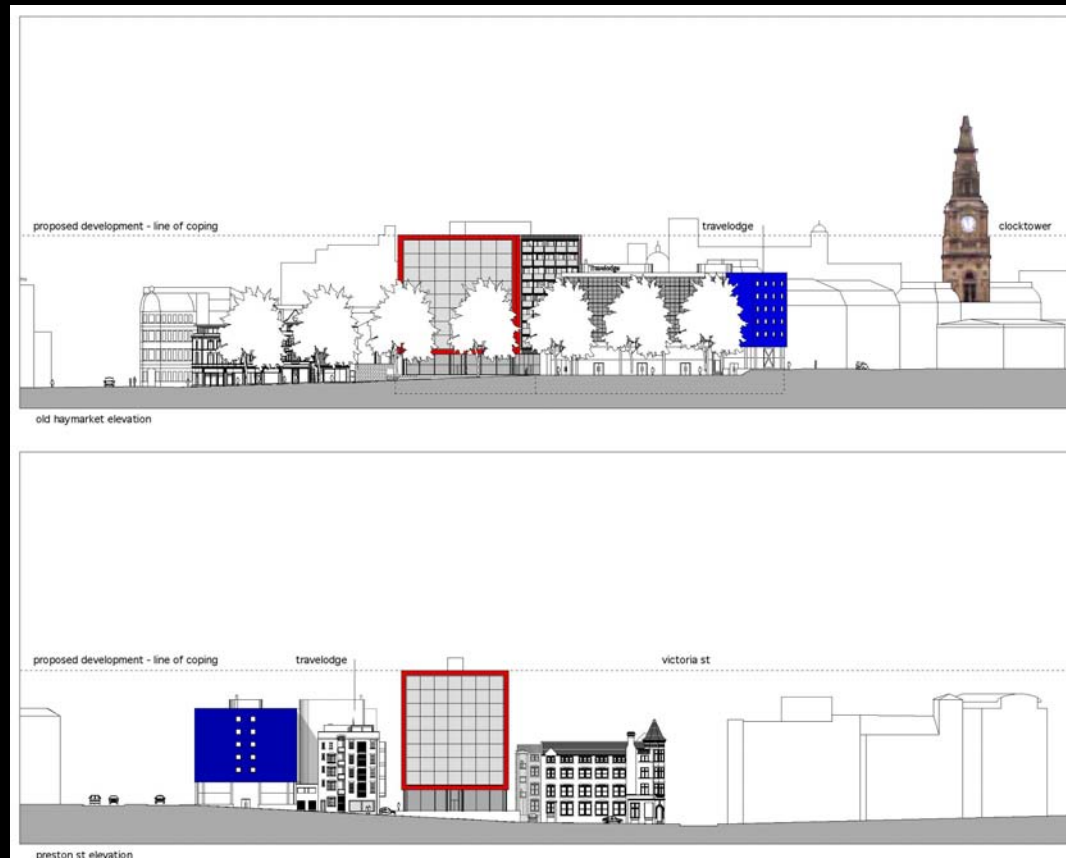 proposed development - line of coping
travelodge
clocktower
Travelodge
old haymarket elevation
proposed development - line of coping
travelodge
victoria st
preston st elevation